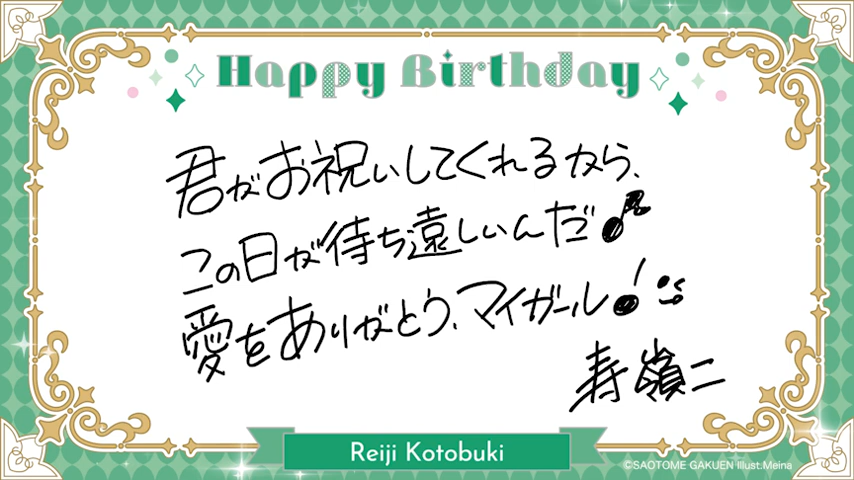 Happy Birthday
君がお祝いしてくれるから、
この日が待ち遠しいんだ♪
愛をありがとう、マイガール♪
寿嶺二
Reiji Kotobuki
©SAOTOME GAKUEN Illust.Meina